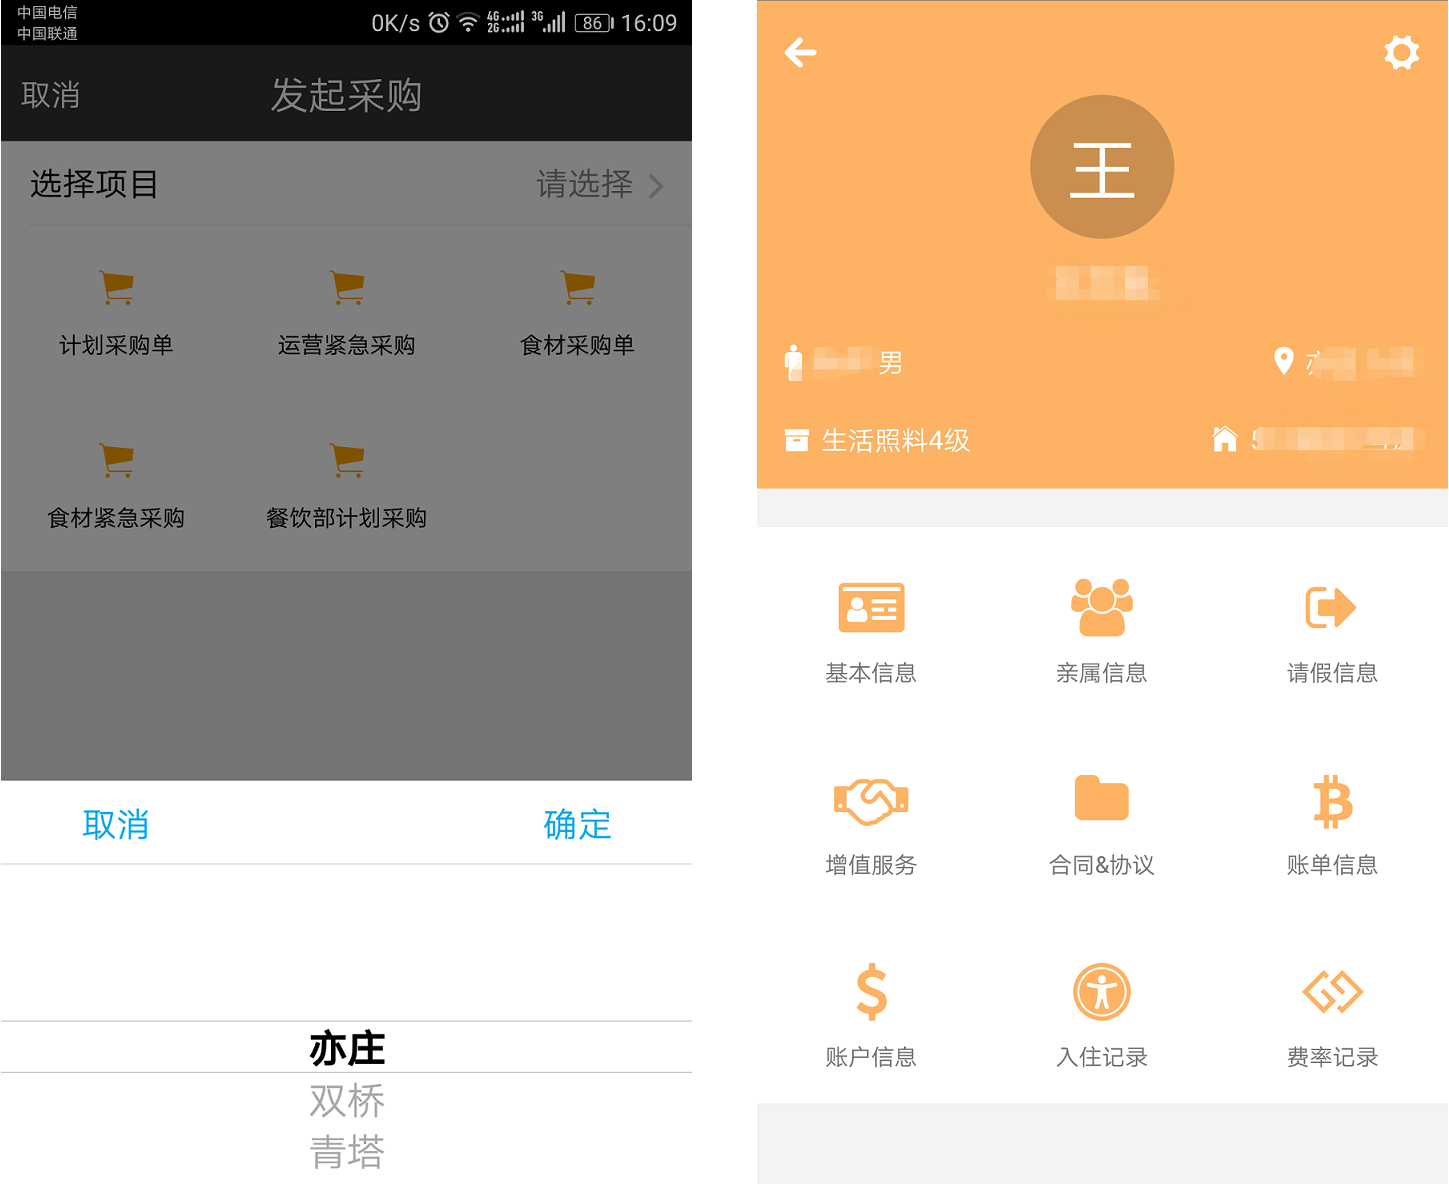 中国电信
中国联通
0K/s 4G 2G 3G 86 16:09
取消 发起采购
选择项目 请选择
计划采购单 运营紧急采购 食材采购单
食材紧急采购 餐饮部计划采购
取消 确定
亦庄
双桥
青塔
王
男
生活照料4级
基本信息 亲属信息 请假信息
增值服务 合同&协议 账单信息
账户信息 入住记录 费率记录